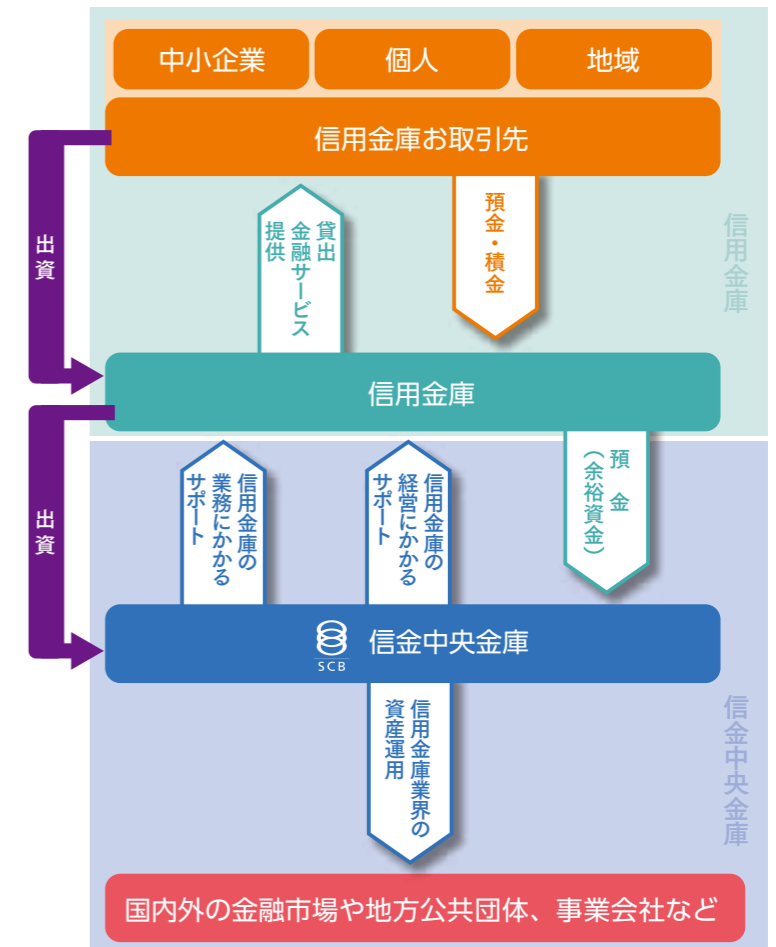 中小企業
個人
地域
信用金庫お取引先
出資
貸出
金融サービス
提供
預金・積金
信用金庫
信用金庫
出資
信用金庫の
業務にかかる
サポート
信用金庫の
経営にかかる
サポート
預 金
（余裕資金）
SCB
信金中央金庫
信用金庫業界の
資産運用
信金中央金庫
国内外の金融市場や地方公共団体、事業会社など